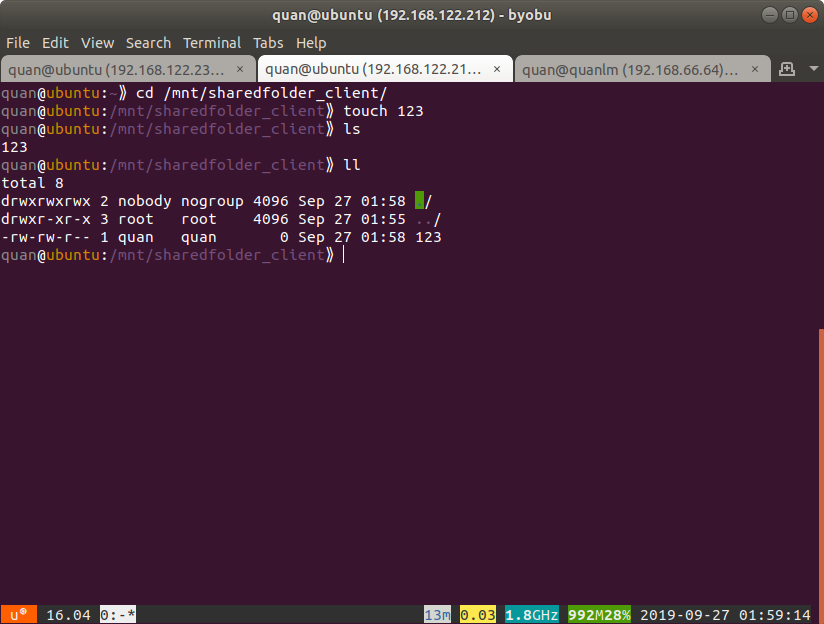 quan@ubuntu (192.168.122.212) - byobu
File Edit View Search Terminal Tabs Help
quan@ubuntu (192.168.122.23... × quan@ubuntu (192.168.122.21... × quan@quanlm (192.168.66.64)... ×
quan@ubuntu:~⟫ cd /mnt/sharedfolder_client/
quan@ubuntu:/mnt/sharedfolder_client⟫ touch 123
quan@ubuntu:/mnt/sharedfolder_client⟫ ls
123
quan@ubuntu:/mnt/sharedfolder_client⟫ ll
total 8
drwxrwxrwx 2 nobody nogroup 4096 Sep 27 01:58 ./
drwxr-xr-x 3 root   root    4096 Sep 27 01:55 ../
-rw-rw-r-- 1 quan   quan       0 Sep 27 01:58 123
quan@ubuntu:/mnt/sharedfolder_client⟫
u 16.04 0:-* 13m 0.03 1.8GHz 992M28% 2019-09-27 01:59:14